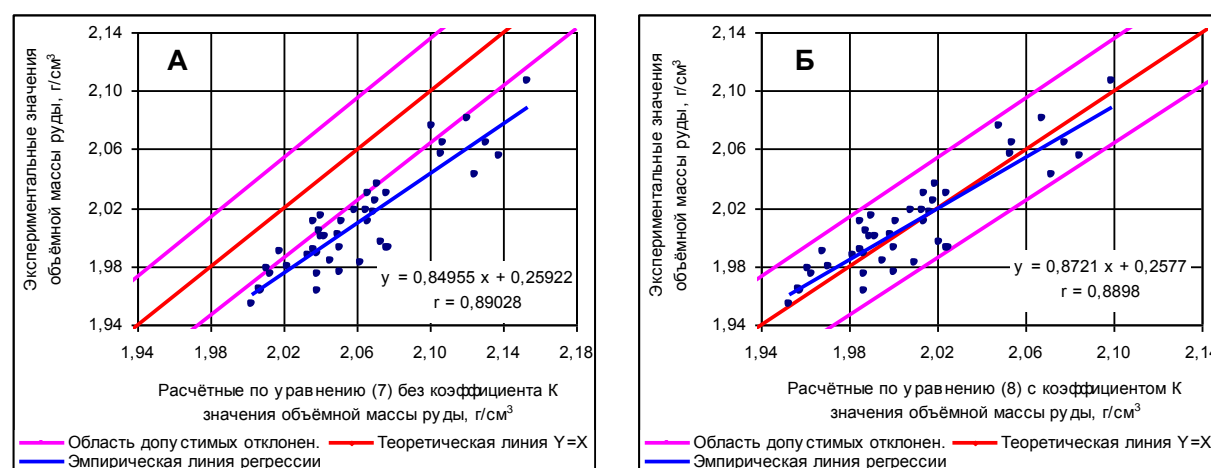 А
Экспериментальные значения
объёмной массы руды, г/см³
2,14
2,10
2,06
2,02
1,98
1,94
y = 0,84955 x + 0,25922
r = 0,89028
1,94 1,98 2,02 2,06 2,10 2,14 2,18
Расчётные по уравнению (7) без коэффициента К
значения объёмной массы руды, г/см³
Область допустимых отклонен. Теоретическая линия Y=X
Эмпирическая линия регрессии
Б
Экспериментальные значения
объёмной массы руды, г/см³
2,14
2,10
2,06
2,02
1,98
1,94
y = 0,8721 x + 0,2577
r = 0,8898
1,94 1,98 2,02 2,06 2,10 2,14
Расчётные по уравнению (8) с коэффициентом К
значения объёмной массы руды, г/см³
Область допустимых отклонен. Теоретическая линия Y=X
Эмпирическая линия регрессии